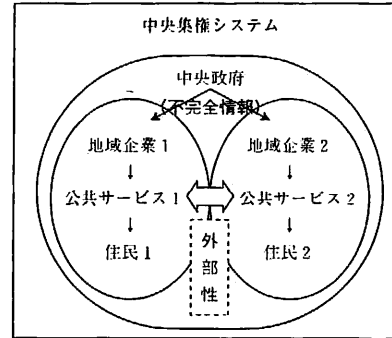 中央集権システム
中央政府
(不完全情報)
地域企業1 地域企業2
公共サービス1 公共サービス2
住民1 住民2
外部性